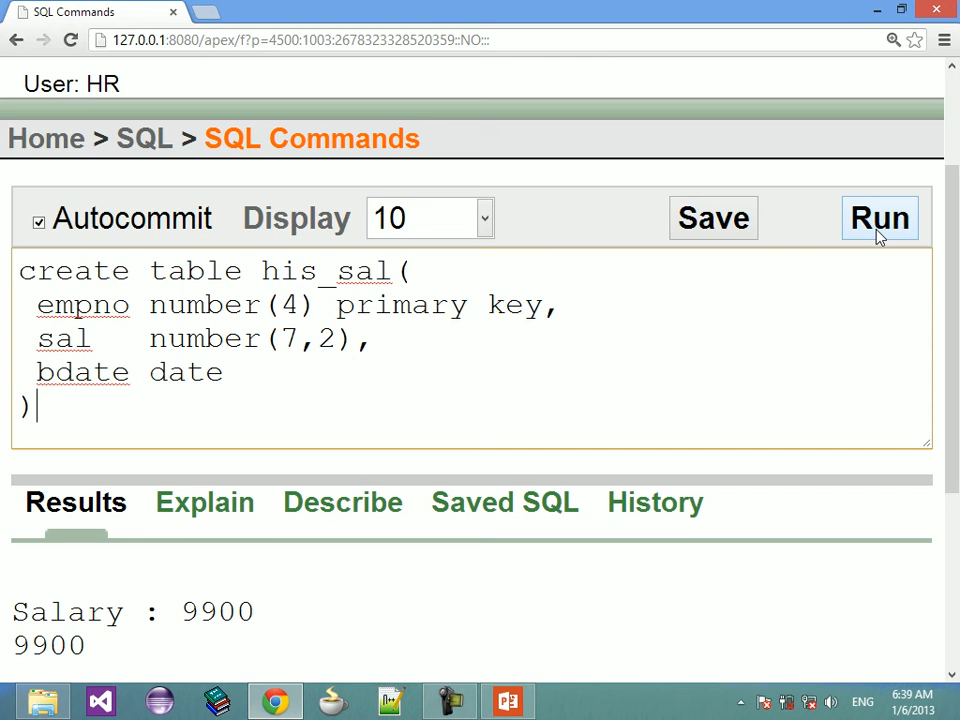 SQL Commands
127.0.0.1:8080/apex/f?p=4500:1003:2678323328520359::NO:::
User: HR
Home > SQL > SQL Commands
Autocommit Display 10 Save Run
create table his_sal(
empno number(4) primary key,
sal number(7,2),
bdate date
)
Results Explain Describe Saved SQL History
Salary : 9900
9900
ENG
6:39 AM
1/6/2013